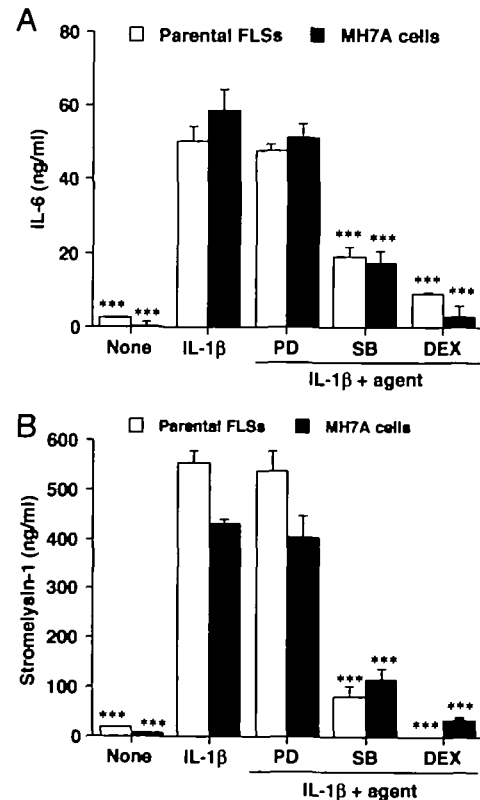 A
80
Parental FLSs MH7A cells
60
IL-6 (ng/ml)
40
20
*** *** *** *** *** ***
0
None IL-1β PD SB DEX
IL-1β + agent
B
600
Parental FLSs MH7A cells
500
Stromelysin-1 (ng/ml)
400
300
200
100
*** *** *** *** *** ***
0
None IL-1β PD SB DEX
IL-1β + agent